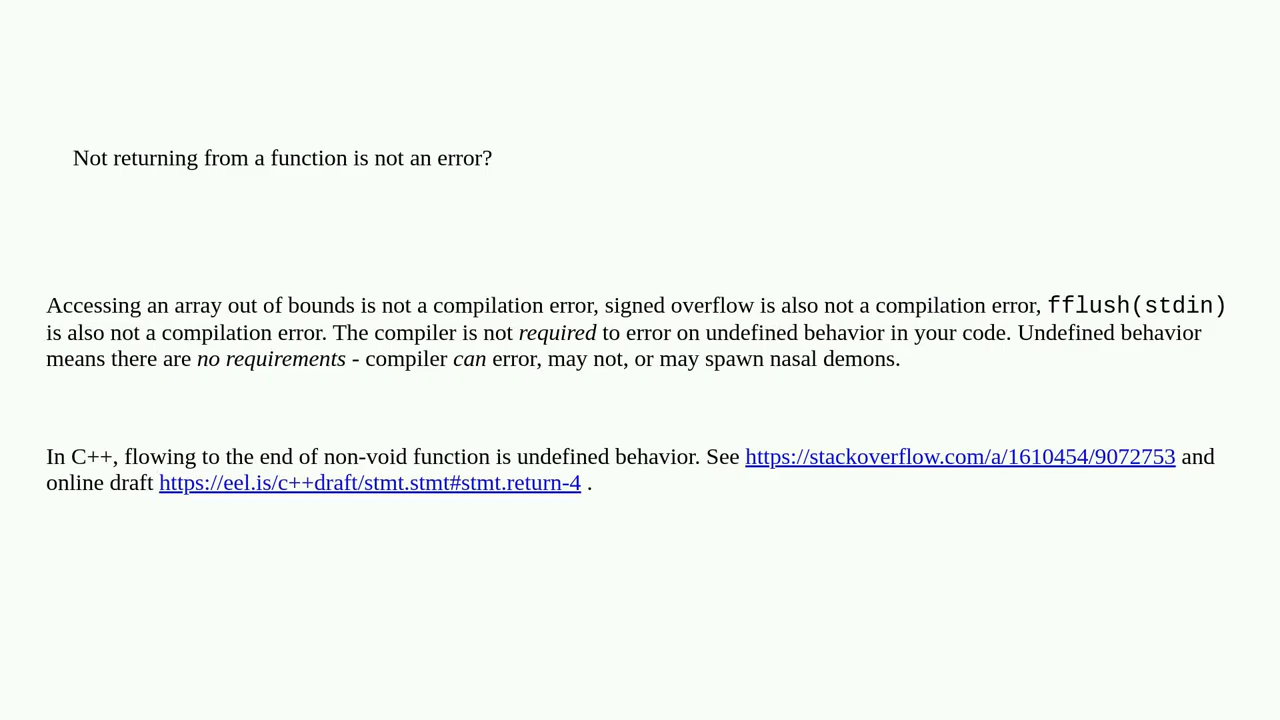 Not returning from a function is not an error?
Accessing an array out of bounds is not a compilation error, signed overflow is also not a compilation error, fflush(stdin)
is also not a compilation error. The compiler is not required to error on undefined behavior in your code. Undefined behavior
means there are no requirements - compiler can error, may not, or may spawn nasal demons.
In C++, flowing to the end of non-void function is undefined behavior. See https://stackoverflow.com/a/1610454/9072753 and
online draft https://eel.is/c++draft/stmt.stmt#stmt.return-4 .